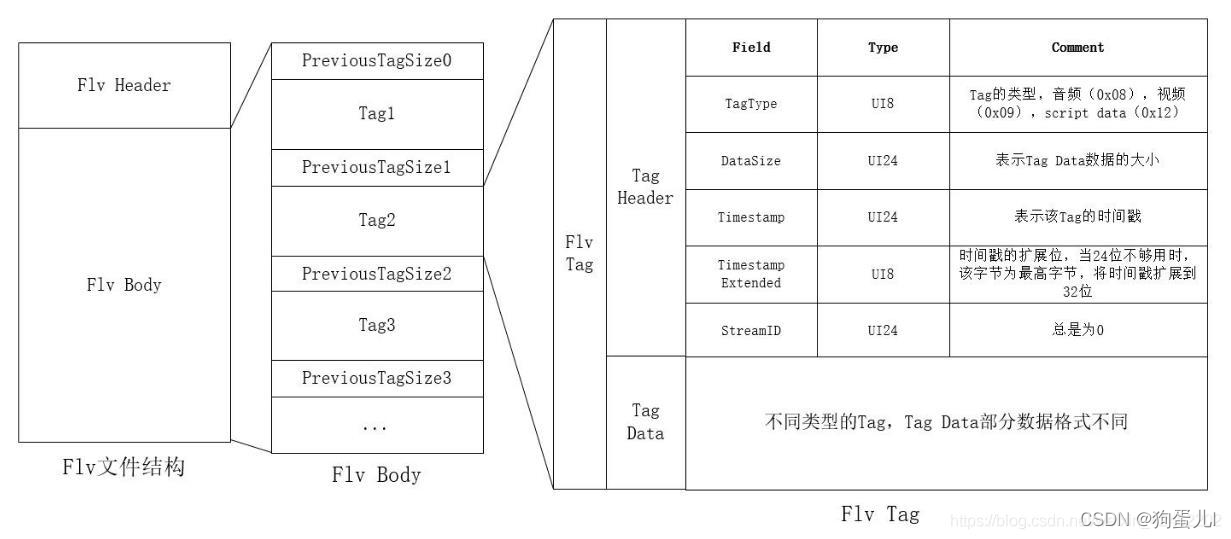 Flv Header
Flv Body
Flv文件结构
PreviousTagSize0
Tag1
PreviousTagSize1
Tag2
PreviousTagSize2
Tag3
PreviousTagSize3
...
Flv Body
Flv
Tag
Tag
Header
Field
Type
Comment
TagType
UI8
Tag的类型，音频（0x08），视频
（0x09），script data（0x12）
DataSize
UI24
表示Tag Data数据的大小
Timestamp
UI24
表示该Tag的时间戳
Timestamp
Extended
UI8
时间戳的扩展位，当24位不够用时，
该字节为最高字节，将时间戳扩展到
32位
StreamID
UI24
总是为0
Tag
Data
不同类型的Tag，Tag Data部分数据格式不同
Flv Tag
https://blog.csdn.n
CSDN @狗蛋儿l